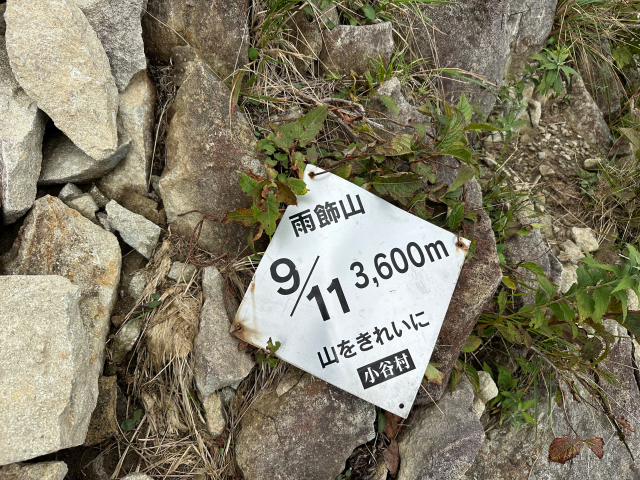 雨飾山
9/11 3,600m
山をきれいに
小谷村